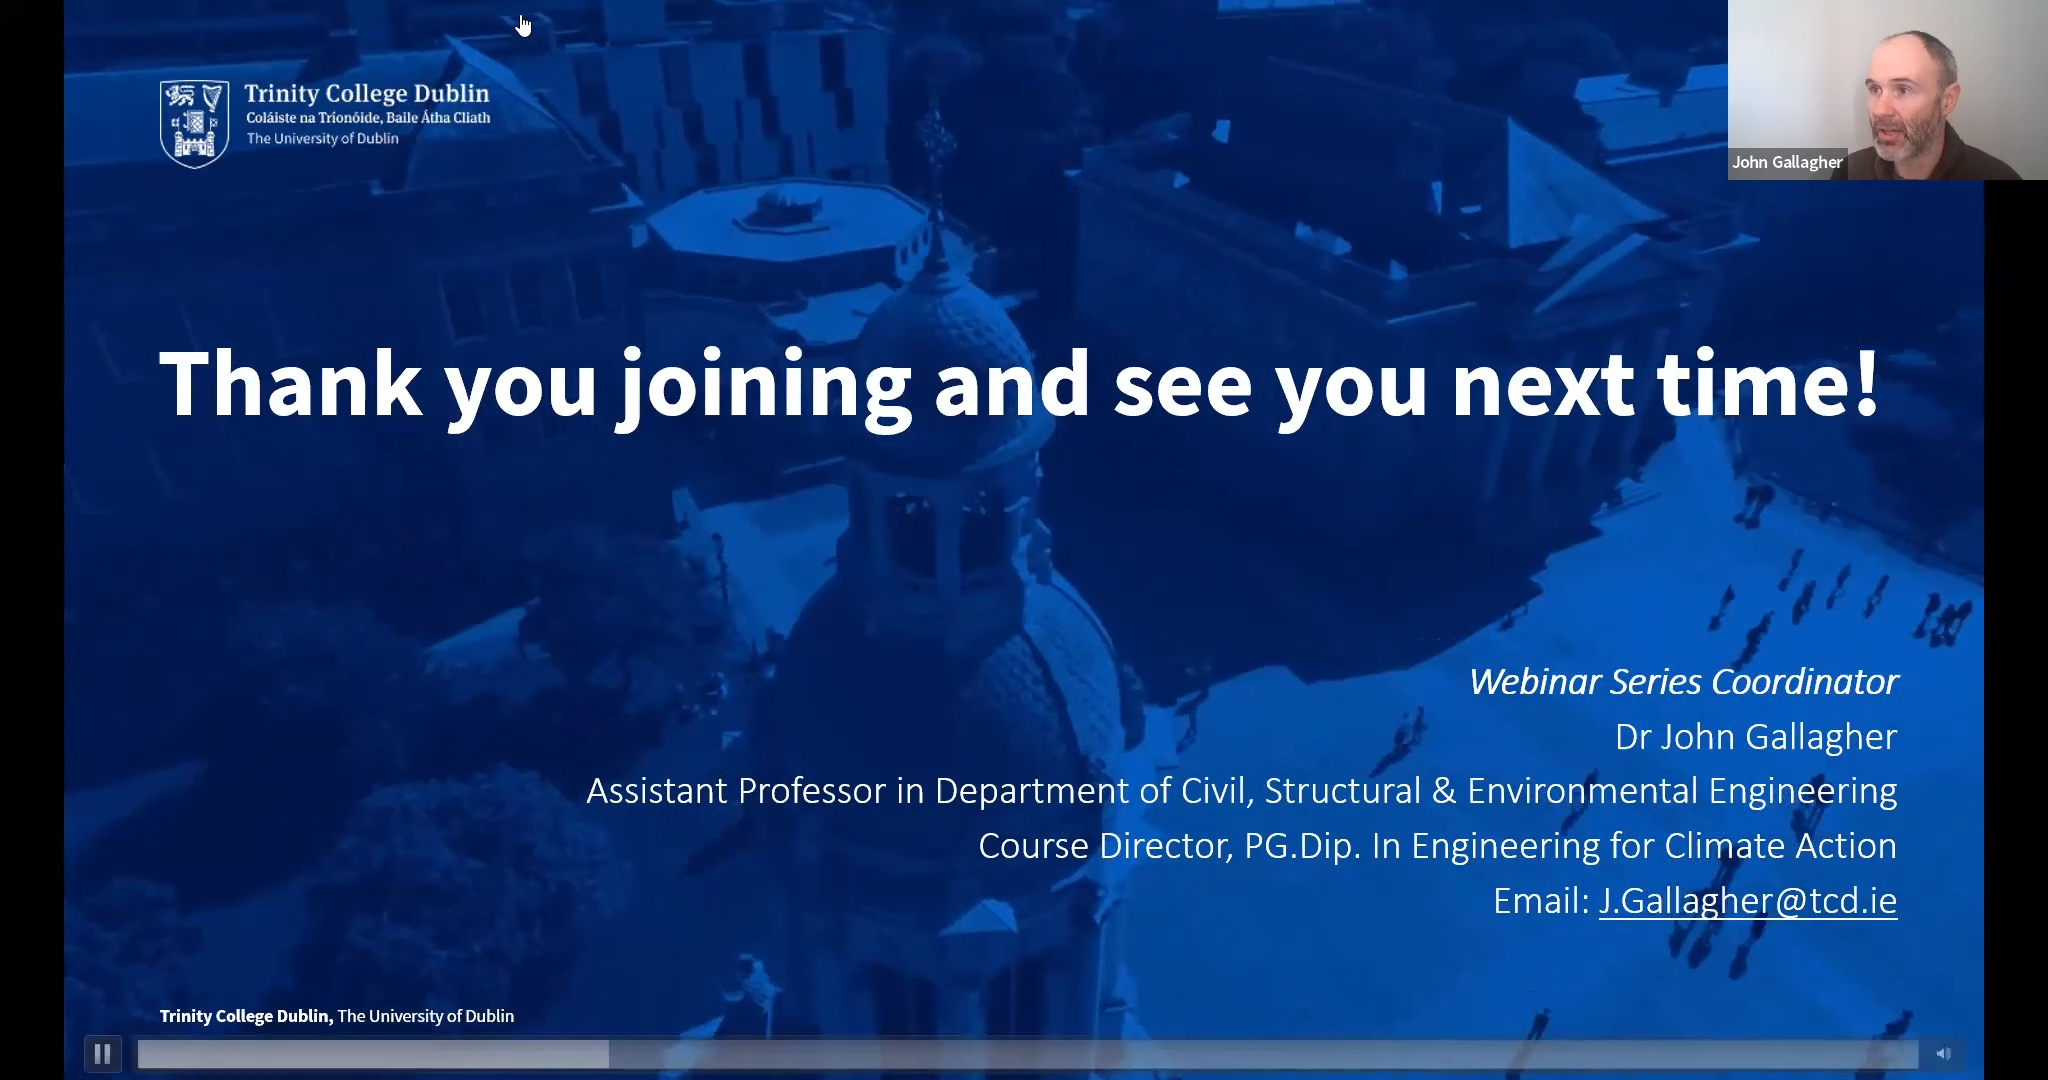 Trinity College Dublin
Coláiste na Tríonóide, Baile Átha Cliath
The University of Dublin
John Gallagher
Thank you joining and see you next time!
Webinar Series Coordinator
Dr John Gallagher
Assistant Professor in Department of Civil, Structural & Environmental Engineering
Course Director, PG.Dip. In Engineering for Climate Action
Email: J.Gallagher@tcd.ie
Trinity College Dublin, The University of Dublin